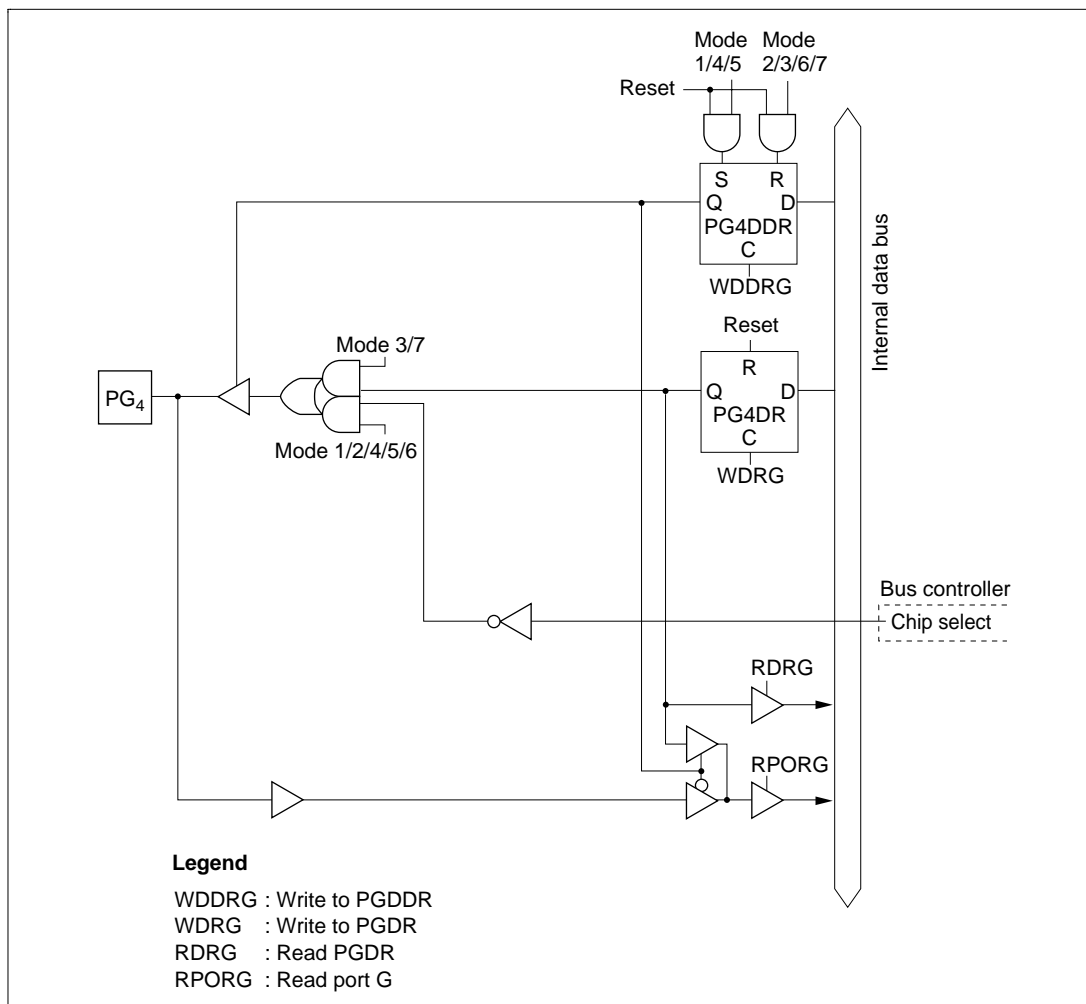 Mode Mode
1/4/5 2/3/6/7
Reset
S R
Q D
PG4DDR
C
WDDRG
Internal data bus
Reset
Mode 3/7
R
Q D
PG4DR
C
PG4
Mode 1/2/4/5/6
WDRG
Bus controller
Chip select
RDRG
RPORG
Legend
WDDRG : Write to PGDDR
WDRG : Write to PGDR
RDRG : Read PGDR
RPORG : Read port G